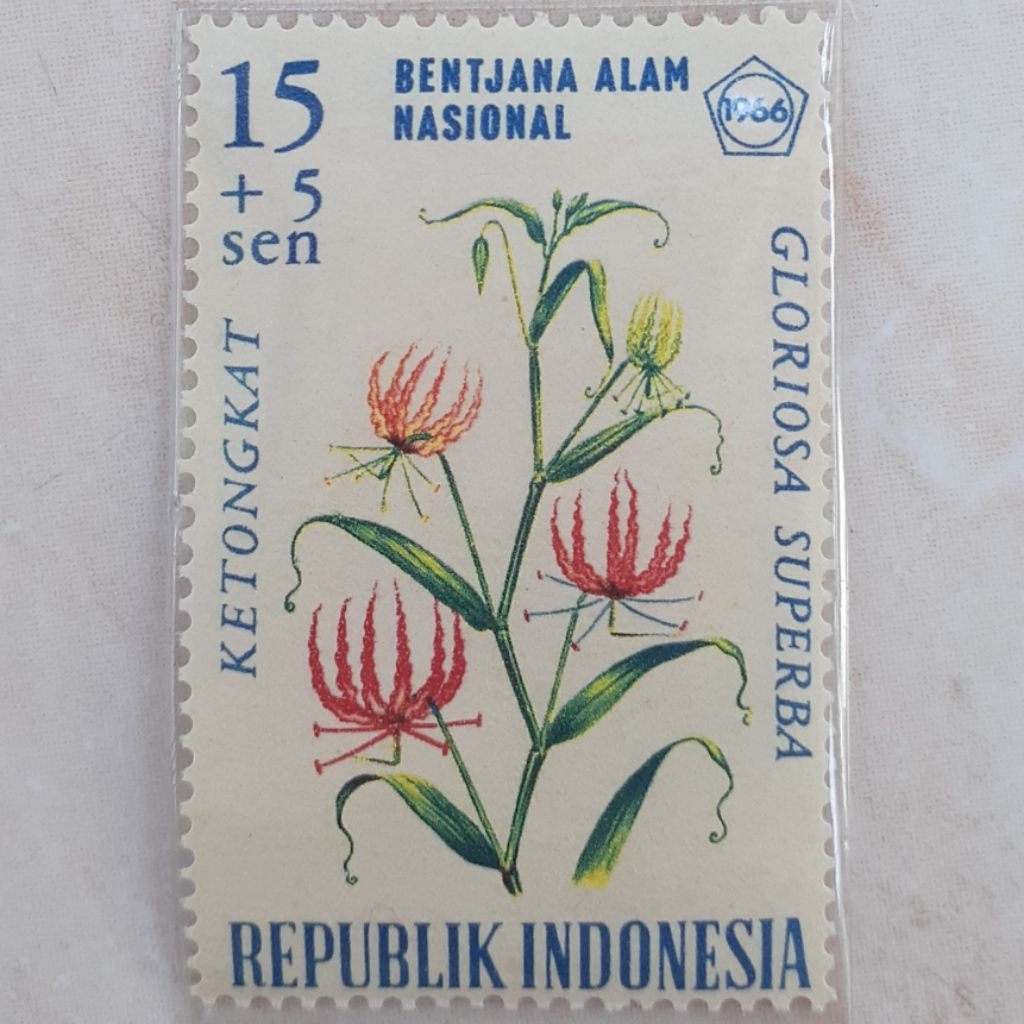 15
+ 5
sen
BENTJANA ALAM
NASIONAL
1966
KETONGKAT
GLORIOSA SUPERBA
REPUBLIK INDONESIA